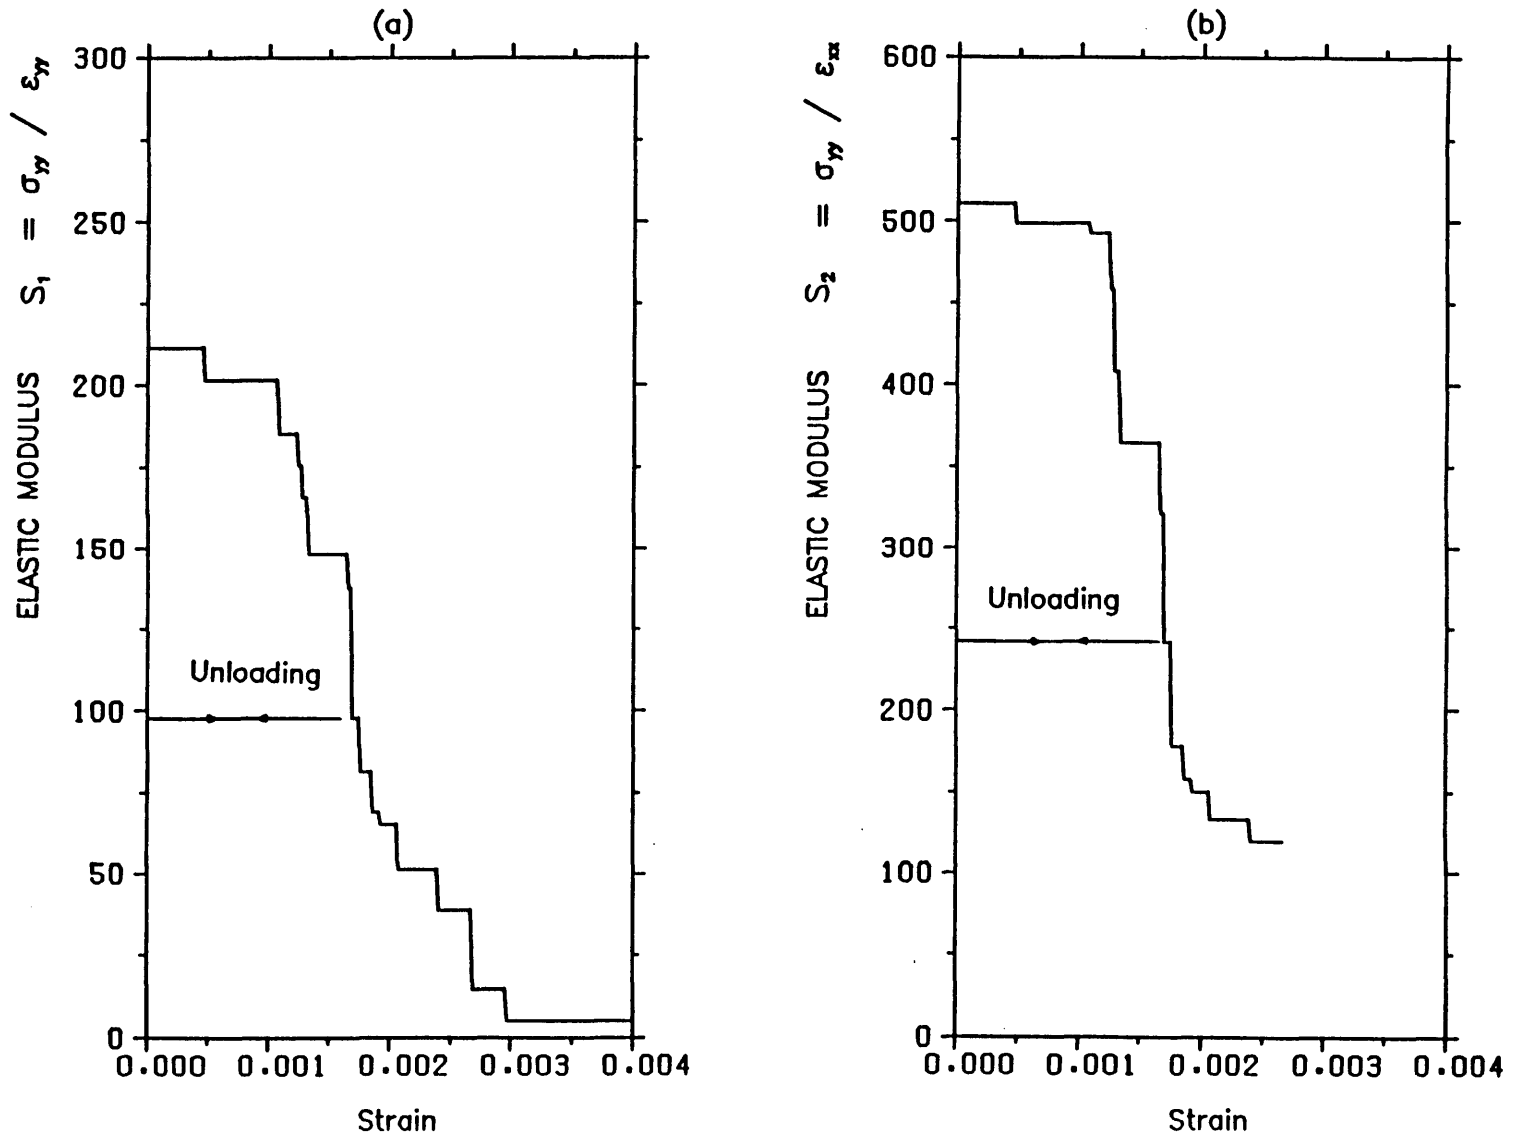 (a)
ELASTIC MODULUS S₁ = σyy / εyy
300
250
200
150
100
50
0
Unloading
0.000 0.001 0.002 0.003 0.004
Strain
(b)
ELASTIC MODULUS S₂ = σyy / εxx
600
500
400
300
200
100
0
Unloading
0.000 0.001 0.002 0.003 0.004
Strain